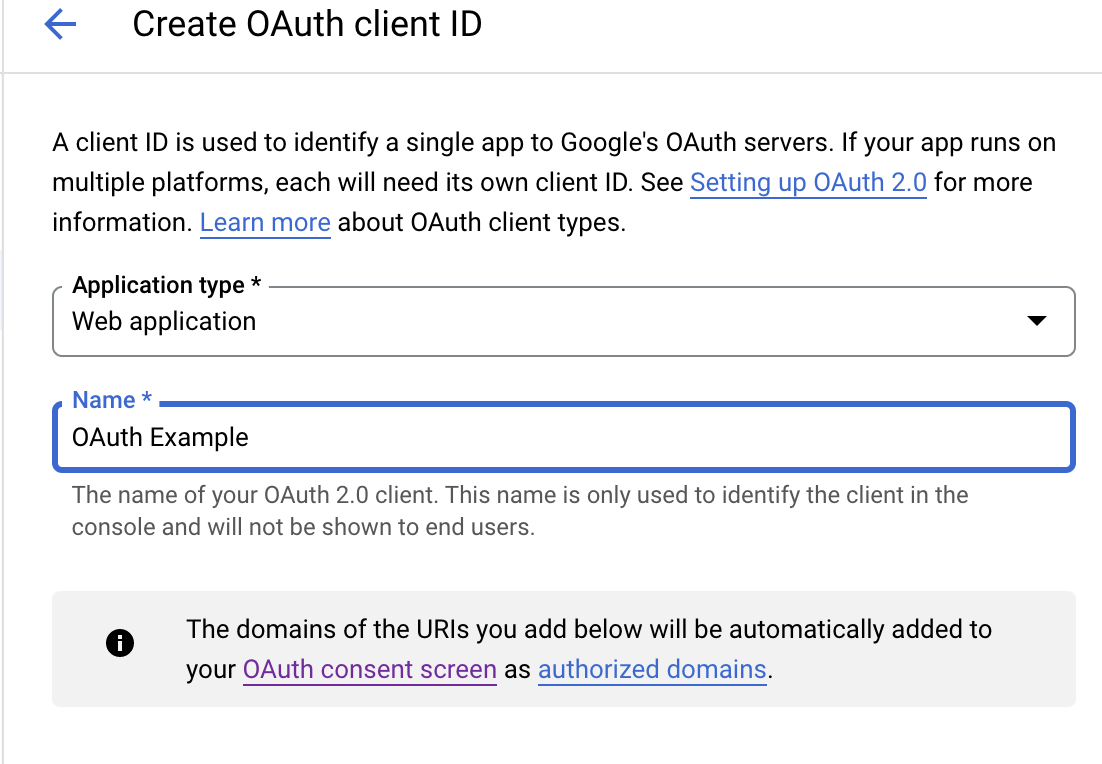 Create OAuth client ID
A client ID is used to identify a single app to Google's OAuth servers. If your app runs on
multiple platforms, each will need its own client ID. See Setting up OAuth 2.0 for more
information. Learn more about OAuth client types.
Application type *
Web application
Name *
OAuth Example
The name of your OAuth 2.0 client. This name is only used to identify the client in the
console and will not be shown to end users.
The domains of the URIs you add below will be automatically added to
your OAuth consent screen as authorized domains.